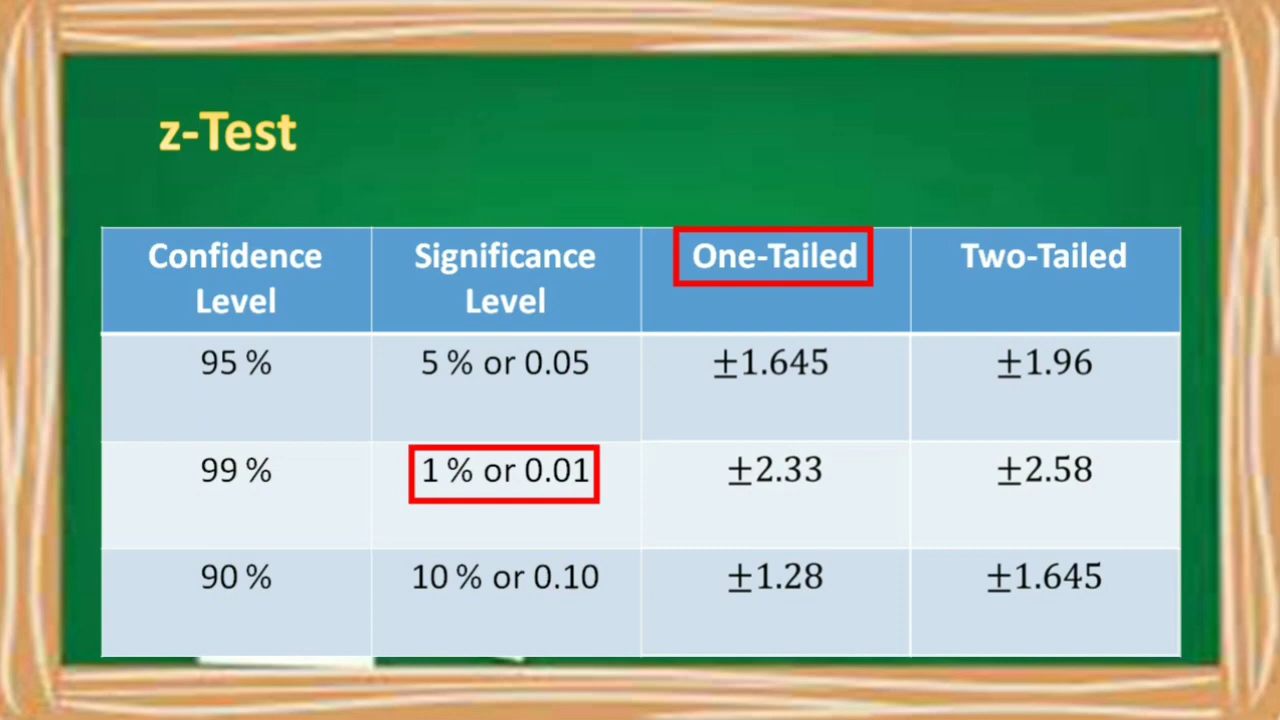 z-Test
Confidence Level Significance Level One-Tailed Two-Tailed
95 % 5 % or 0.05 ±1.645 ±1.96
99 % 1 % or 0.01 ±2.33 ±2.58
90 % 10 % or 0.10 ±1.28 ±1.645